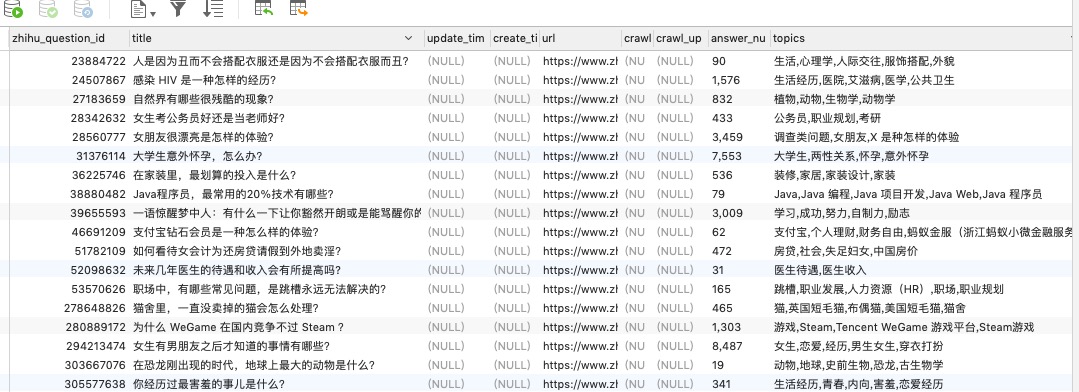 zhihu_question_id title update_tim create_ti url crawl crawl_up answer_nu topics
23884722 人是因为丑而不会搭配衣服还是因为不会搭配衣服而丑? (NULL) (NULL) https://www.zh (NU (NULL) 90 生活,心理学,人际交往,服饰搭配,外貌
24507867 感染 HIV 是一种怎样的经历? (NULL) (NULL) https://www.zh (NU (NULL) 1,576 生活经历,医院,艾滋病,医学,公共卫生
27183659 自然界有哪些很残酷的现象? (NULL) (NULL) https://www.zh (NU (NULL) 832 植物,动物,生物学,动物学
28342632 女生考公务员好还是当老师好? (NULL) (NULL) https://www.zh (NU (NULL) 433 公务员,职业规划,考研
28560777 女朋友很漂亮是怎样的体验? (NULL) (NULL) https://www.zh (NU (NULL) 3,459 调查类问题,女朋友,X 是种怎样的体验
31376114 大学生意外怀孕，怎么办? (NULL) (NULL) https://www.zh (NU (NULL) 7,553 大学生,两性关系,怀孕,意外怀孕
36225746 在家装里，最划算的投入是什么? (NULL) (NULL) https://www.zh (NU (NULL) 536 装修,家居,家装设计,家装
38880482 Java程序员，最常用的20%技术有哪些? (NULL) (NULL) https://www.zh (NU (NULL) 79 Java,Java 编程,Java 项目开发,Java Web,Java 程序员
39655593 一语惊醒梦中人：有什么一下让你豁然开朗或是能骂醒你的 (NULL) (NULL) https://www.zh (NU (NULL) 3,009 学习,成功,努力,自制力,励志
46691209 支付宝钻石会员是一种怎么样的体验? (NULL) (NULL) https://www.zh (NU (NULL) 62 支付宝,个人理财,财务自由,蚂蚁金服（浙江蚂蚁小微金融服务
51782109 如何看待女会计为还房贷请假到外地卖淫? (NULL) (NULL) https://www.zh (NU (NULL) 472 房贷,社会,失足妇女,中国房价
52098632 未来几年医生的待遇和收入会有所提高吗? (NULL) (NULL) https://www.zh (NU (NULL) 31 医生待遇,医生收入
53570626 职场中，有哪些常见问题，是跳槽永远无法解决的? (NULL) (NULL) https://www.zh (NU (NULL) 165 跳槽,职业发展,人力资源（HR）,职场,职业规划
278648826 猫舍里，一直没卖掉的猫会怎么处理? (NULL) (NULL) https://www.zh (NU (NULL) 465 猫,英国短毛猫,布偶猫,美国短毛猫,猫舍
280889172 为什么 WeGame 在国内竞争不过 Steam ? (NULL) (NULL) https://www.zh (NU (NULL) 1,303 游戏,Steam,Tencent WeGame 游戏平台,Steam游戏
294213474 女生有男朋友之后才知道的事情有哪些? (NULL) (NULL) https://www.zh (NU (NULL) 8,487 女生,恋爱,经历,男生女生,穿衣打扮
303667076 在恐龙刚出现的时代，地球上最大的动物是什么? (NULL) (NULL) https://www.zh (NU (NULL) 19 动物,地球,史前生物,恐龙,古生物学
305577638 你经历过最害羞的事儿是什么? (NULL) (NULL) https://www.zh (NU (NULL) 341 生活经历,青春,内向,害羞,恋爱经历